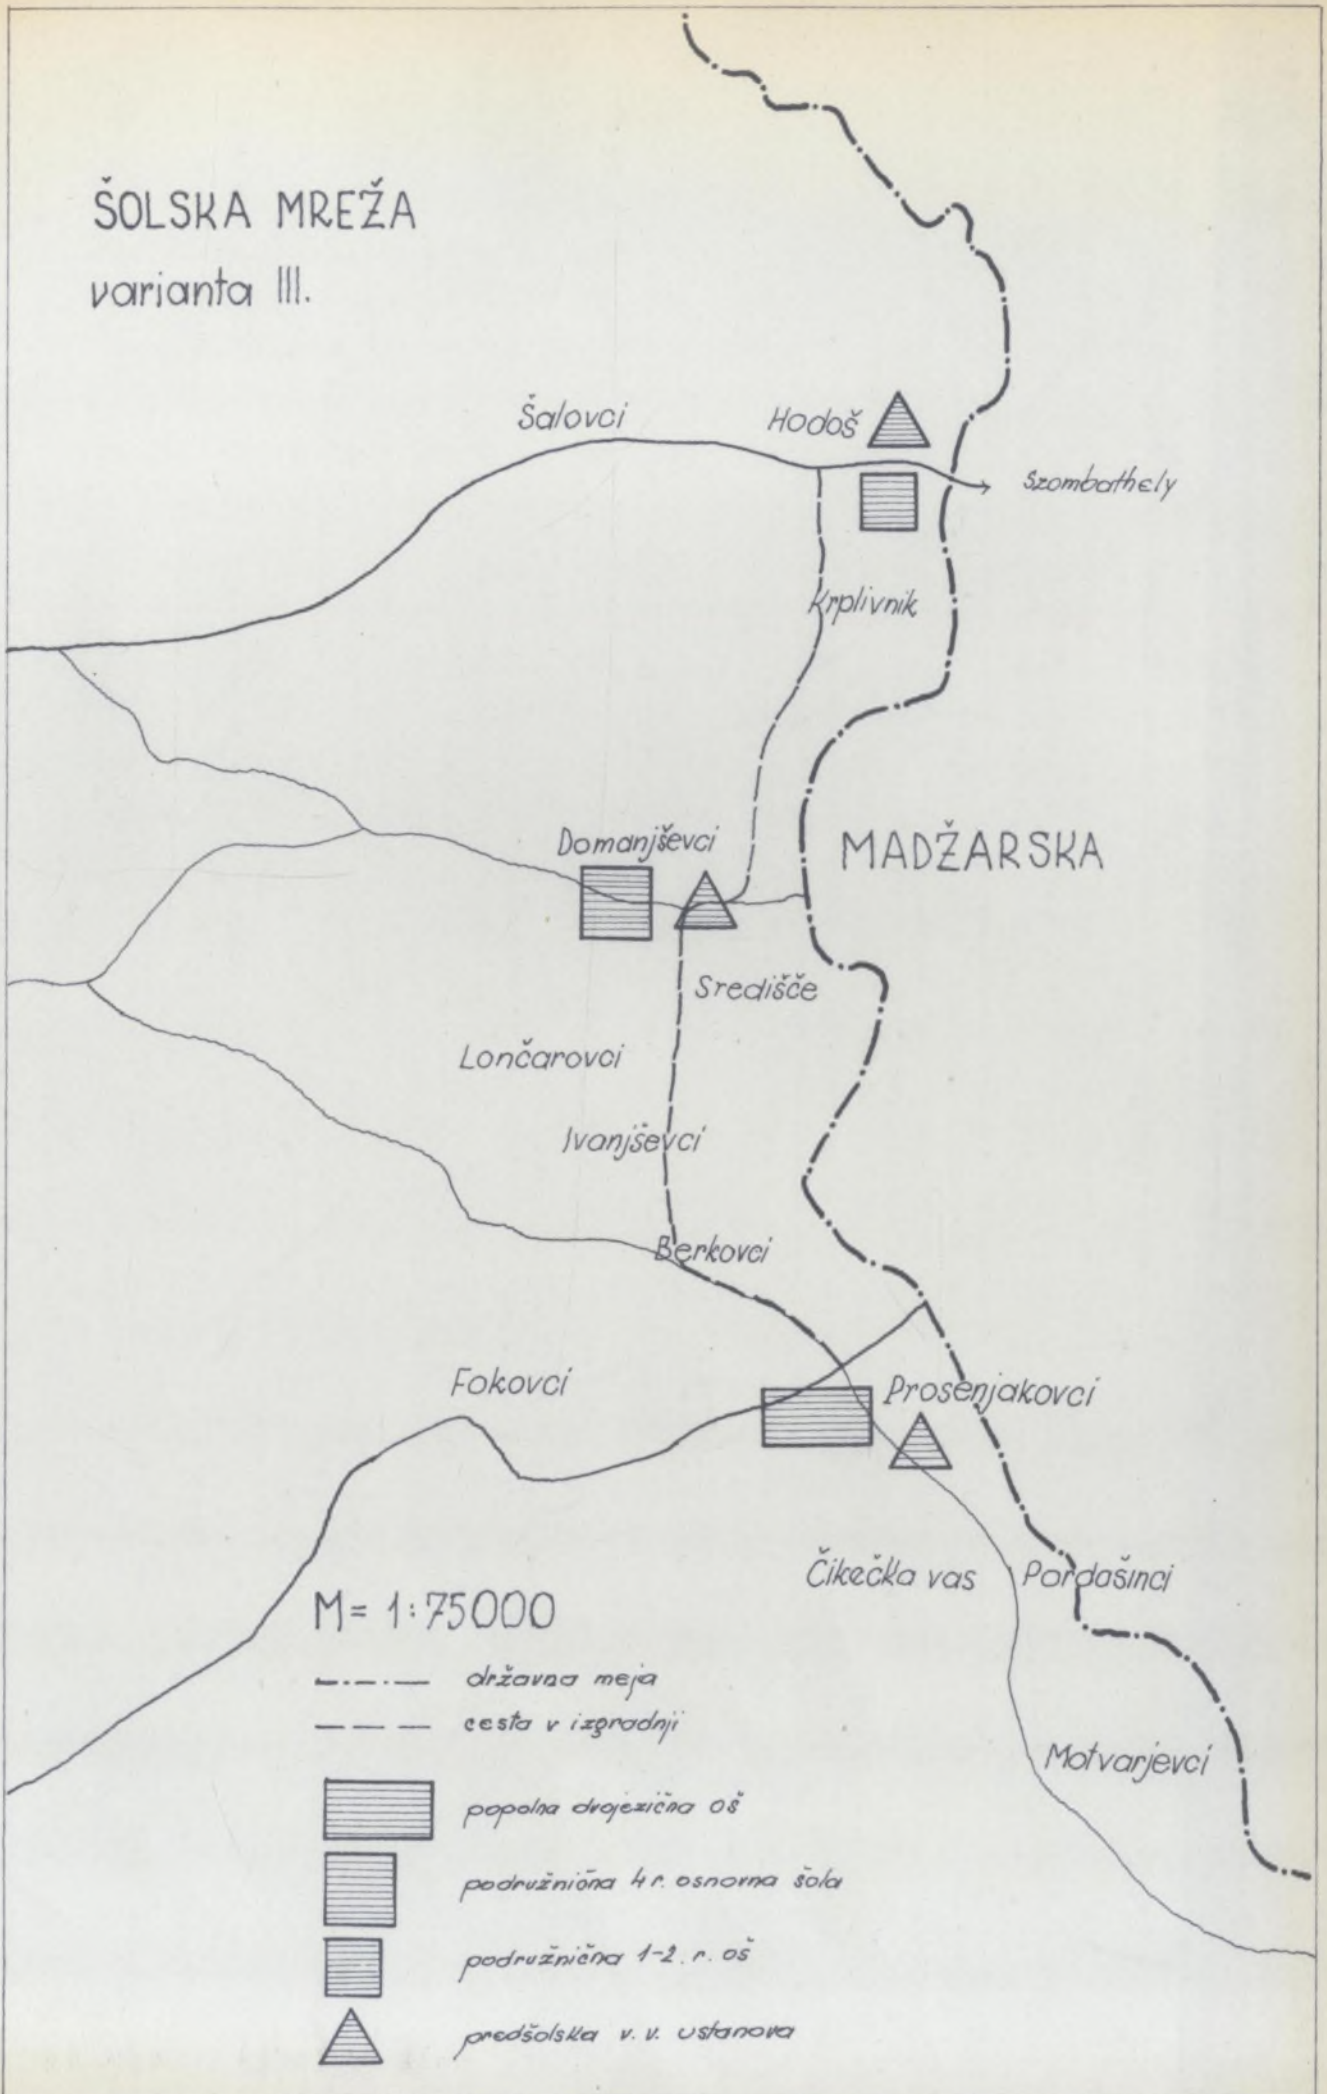 ŠOLSKA MREŽA
varianta III.
Šalovci
Hodoš
Szombathely
Krplivnik
Domanjševci
MADŽARSKA
Središče
Lončarovci
Ivanjševci
Berkovci
Fokovci
Prosenjakovci
Čikečka vas
Pordašinci
M= 1:75000
državna meja
cesta v izgradnji
Motvarjevci
popolna dvojezična oš
podružnična 4 r. osnovna šola
podružnična 1-2. r. oš
predšolska v. v. ustanova